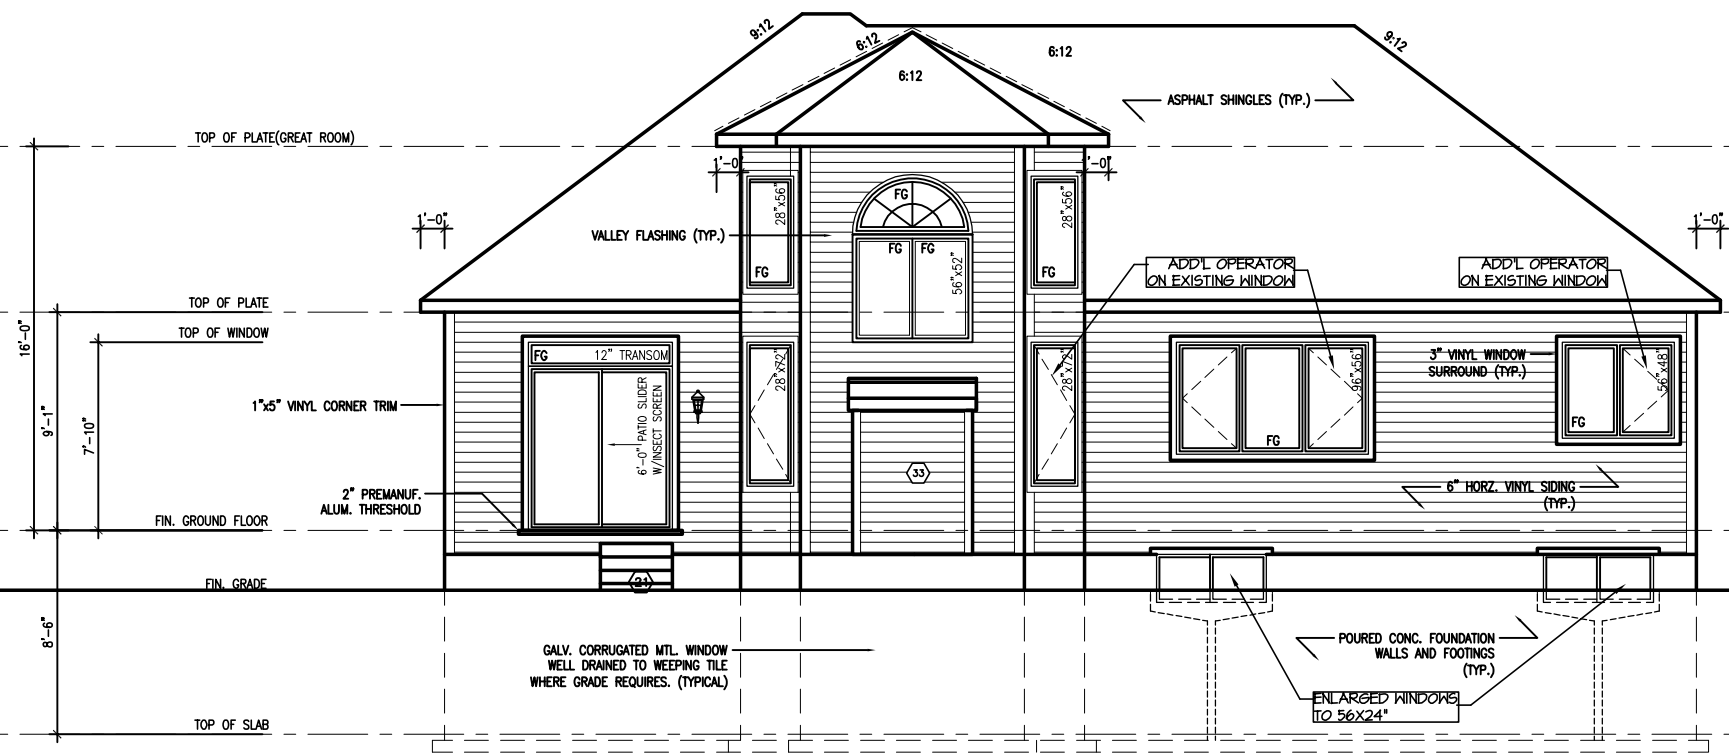 9:12
6:12
6:12
6:12
9:12
ASPHALT SHINGLES (TYP.)
TOP OF PLATE(GREAT ROOM)
1'-0"
1'-0"
1'-0"
1'-0"
28"x56"
FG
28"x56"
VALLEY FLASHING (TYP.)
FG
FG
FG
FG
FG
56"x52"
ADD'L OPERATOR
ON EXISTING WINDOW
ADD'L OPERATOR
ON EXISTING WINDOW
TOP OF PLATE
TOP OF WINDOW
16'-0"
FG
12" TRANSOM
28"x72"
28"x72"
96"x56"
3" VINYL WINDOW
SURROUND (TYP.)
56"x48"
1"x5" VINYL CORNER TRIM
9'-1"
7'-10"
6'-0" PATIO SLIDER
W/INSECT SCREEN
FG
FG
33
2" PREMANUF.
ALUM. THRESHOLD
6" HORZ. VINYL SIDING
(TYP.)
FIN. GROUND FLOOR
FIN. GRADE
21
8'-6"
GALV. CORRUGATED MTL. WINDOW
WELL DRAINED TO WEEPING TILE
WHERE GRADE REQUIRES. (TYPICAL)
POURED CONC. FOUNDATION
WALLS AND FOOTINGS
(TYP.)
ENLARGED WINDOWS
TO 56X24"
TOP OF SLAB